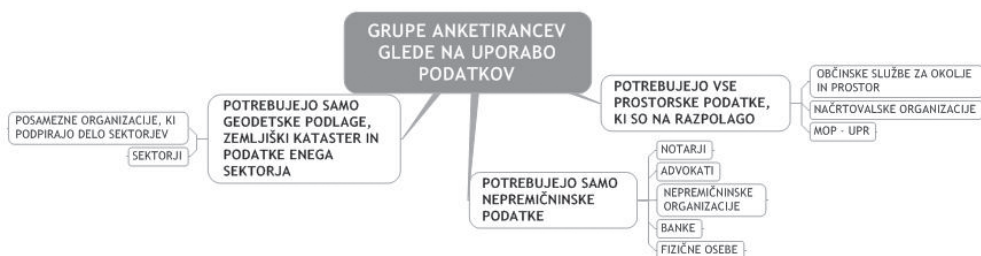 GRUPE ANKETIRANCEV
GLEDE NA UPORABO
PODATKOV
POTREBUJEJO SAMO
GEODETSKE PODLAGE,
ZEMLJIŠKI KATASTER IN
PODATKE ENEGA
SEKTORJA
POSAMEZNE ORGANIZACIJE, KI
PODPIRAJO DELO SEKTORJEV
SEKTORJI
POTREBUJEJO VSE
PROSTORSKE PODATKE,
KI SO NA RAZPOLAGO
OBČINSKE SLUŽBE ZA OKOLJE
IN PROSTOR
NAČRTOVALSKE ORGANIZACIJE
MOP - UPR
POTREBUJEJO SAMO
NEPREMIČNINSKE
PODATKE
NOTARJI
ADVOKATI
NEPREMIČNINSKE
ORGANIZACIJE
BANKE
FIZIČNE OSEBE